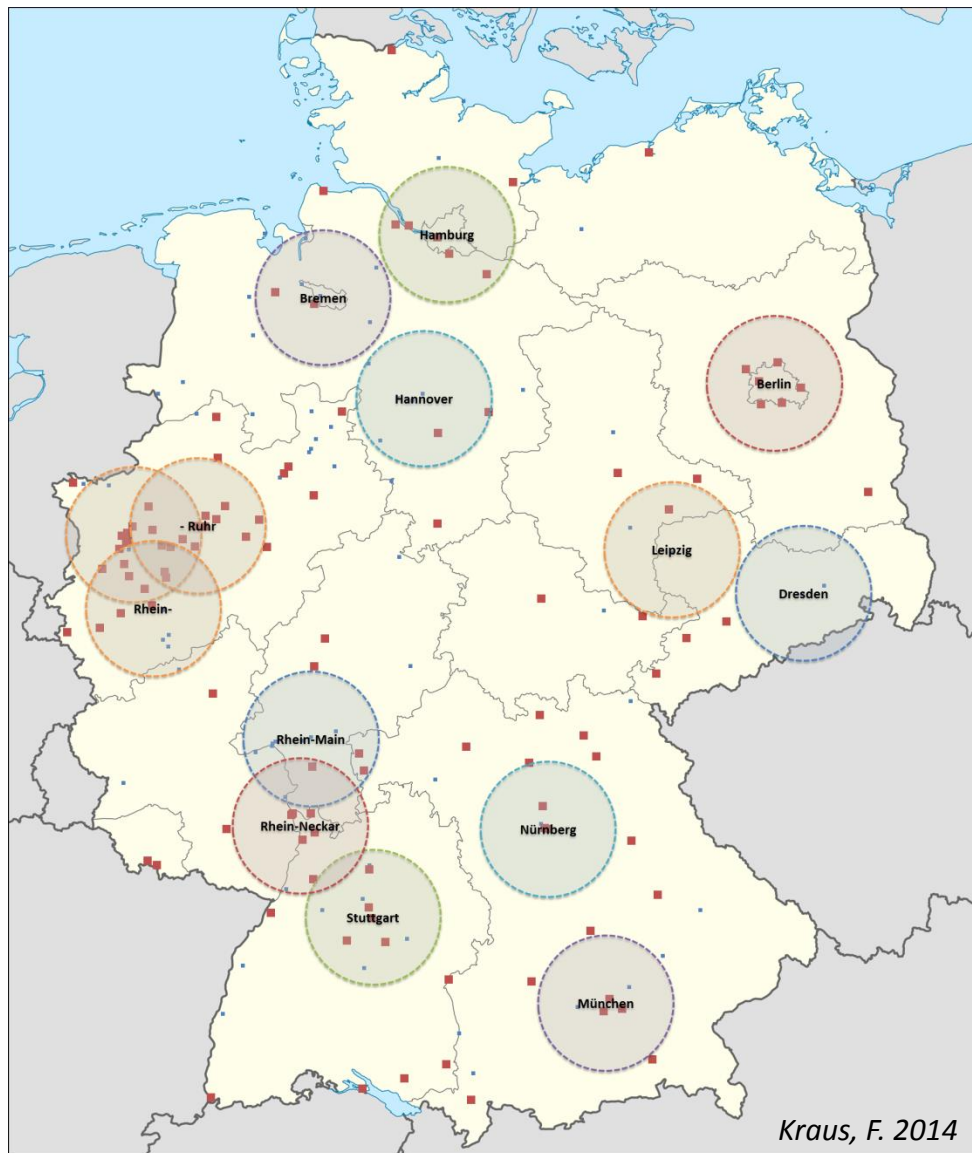 Hamburg
Bremen
Berlin
Hannover
- Ruhr
Leipzig
Dresden
Rhein-
Rhein-Main
Rhein-Neckar
Nürnberg
Stuttgart
München
Kraus, F. 2014